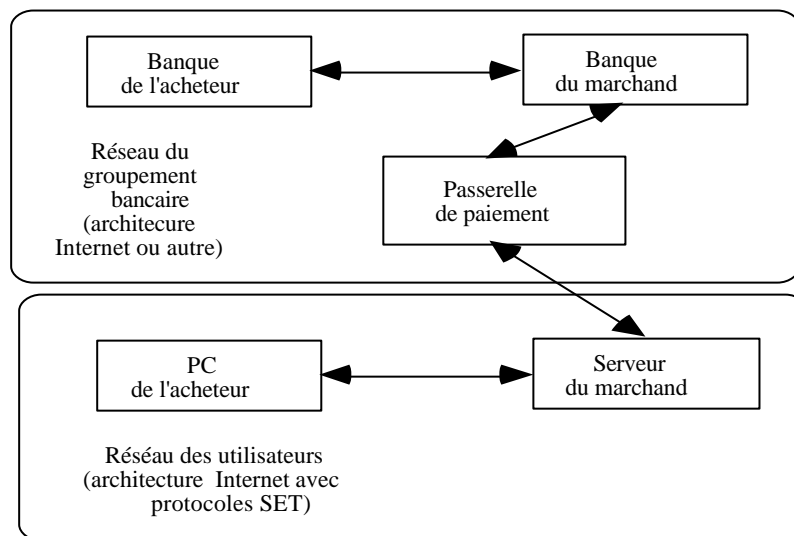 Banque
de l'acheteur
Banque
du marchand
Réseau du
groupement
bancaire
(architecure
Internet ou autre)
Passerelle
de paiement
PC
de l'acheteur
Serveur
du marchand
Réséau des utilisateurs
(architecture Internet avec
protocoles SET)